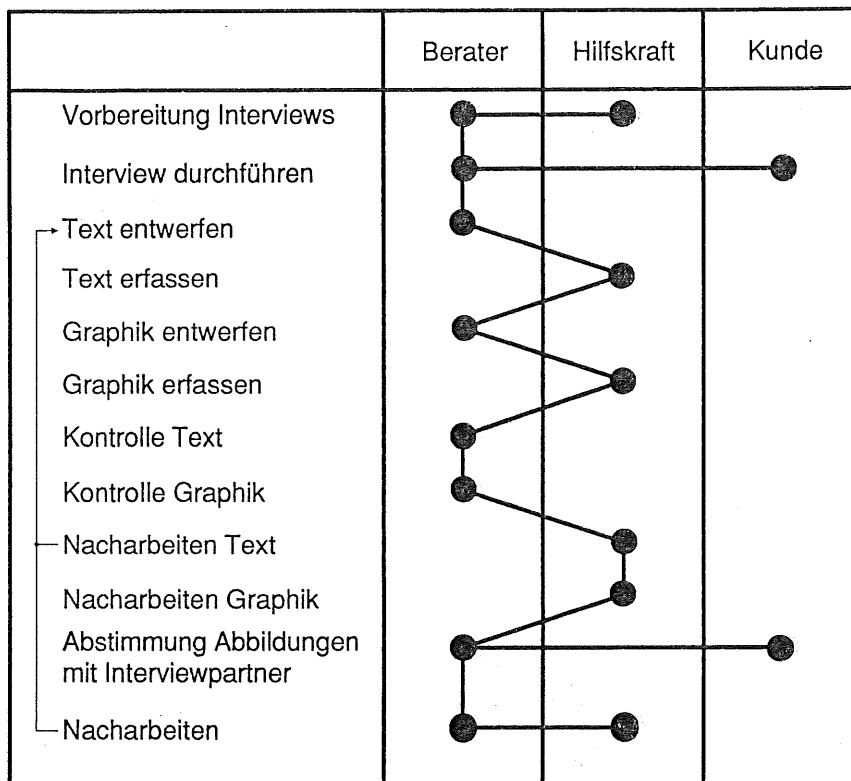 Berater Hilfskraft Kunde
Vorbereitung Interviews
Interview durchführen
Text entwerfen
Text erfassen
Graphik entwerfen
Graphik erfassen
Kontrolle Text
Kontrolle Graphik
Nacharbeiten Text
Nacharbeiten Graphik
Abstimmung Abbildungen
mit Interviewpartner
Nacharbeiten